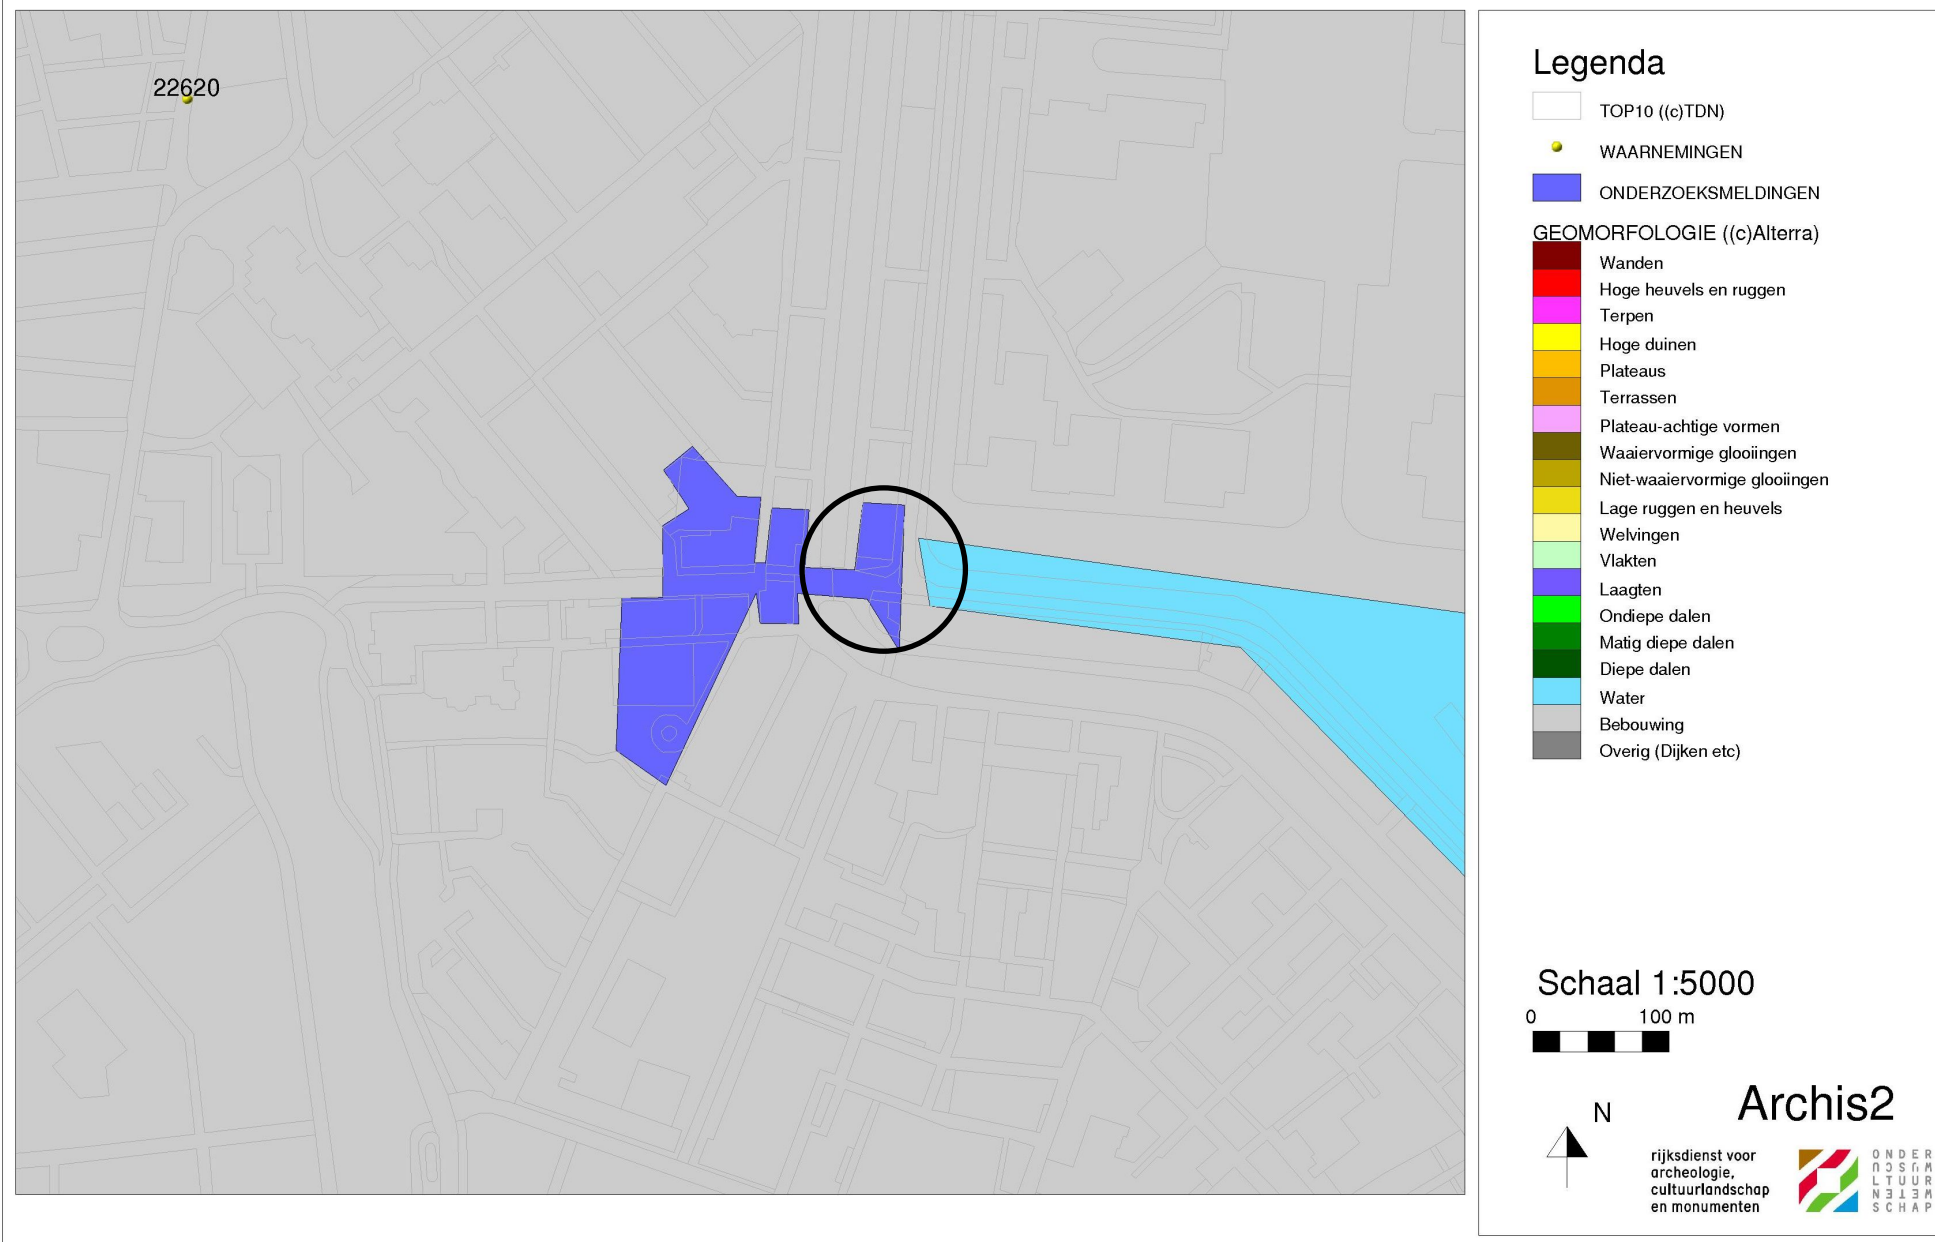 22620
Legenda
TOP10 ((c)TDN)
WAARNEMINGEN
ONDERZOEKSMELDINGEN
GEOMORFOLOGIE ((c)Alterra)
Wanden
Hoge heuvels en ruggen
Terpen
Hoge duinen
Plateaus
Terrassen
Plateau-achtige vormen
Waaiervormige glooiingen
Niet-waaiervormige glooiingen
Lage ruggen en heuvels
Welvingen
Vlakten
Laagten
Ondiepe dalen
Matig diepe dalen
Diepe dalen
Water
Bebouwing
Overig (Dijken etc)
Schaal 1:5000
0 100 m
N
Archis2
rijksdienst voor
archeologie,
cultuurlandschap
en monumenten
ONDER
SCHAP